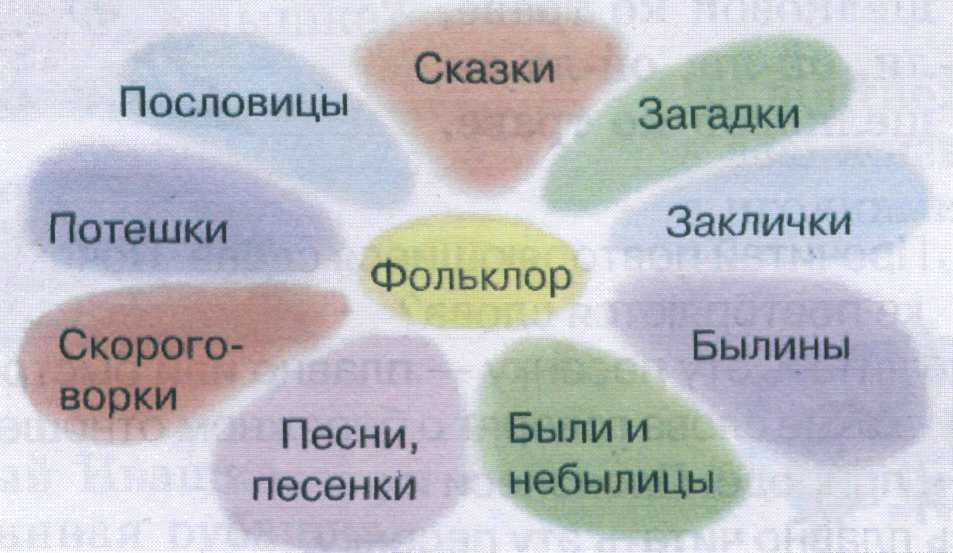 Сказки
Пословицы
Загадки
Потешки
Заклички
Фольклор
Скорого-
ворки
Былины
Песни,
песенки
Были и
небылицы